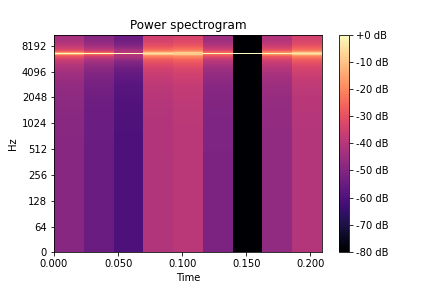 Power spectrogram
8192
4096
2048
1024
512
256
128
64
0
Hz
0.000
0.050
0.100
0.150
0.200
Time
+0 dB
-10 dB
-20 dB
-30 dB
-40 dB
-50 dB
-60 dB
-70 dB
-80 dB